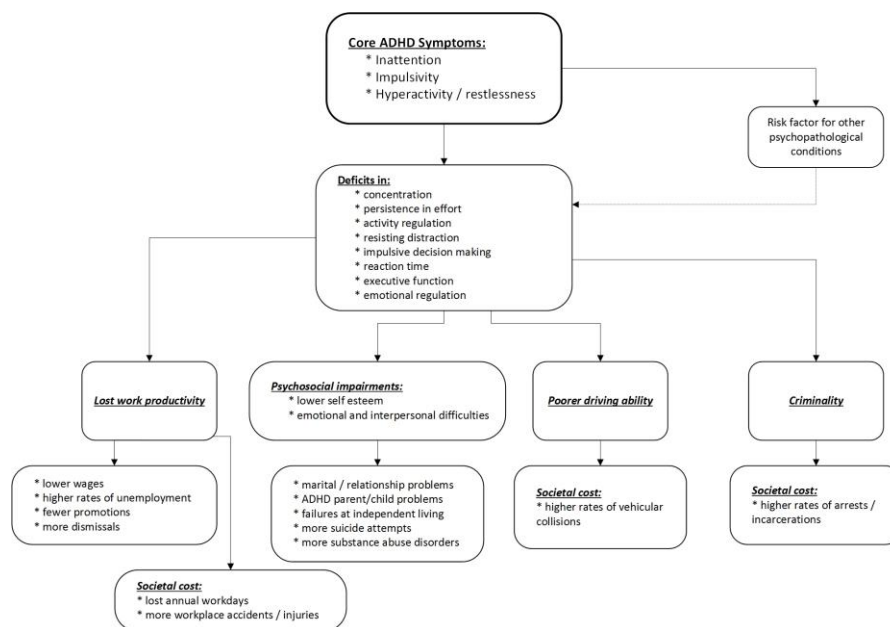 Core ADHD Symptoms:
* Inattention
* Impulsivity
* Hyperactivity / restlessness
Risk factor for other
psychopathological
conditions
Deficits in:
* concentration
* persistence in effort
* activity regulation
* resisting distraction
* impulsive decision making
* reaction time
* executive function
* emotional regulation
Lost work productivity
Psychosocial impairments:
* lower self esteem
* emotional and interpersonal difficulties
Poorer driving ability
Criminality
* lower wages
* higher rates of unemployment
* fewer promotions
* more dismissals
* marital / relationship problems
* ADHD parent/child problems
* failures at independent living
* more suicide attempts
* more substance abuse disorders
Societal cost:
* higher rates of vehicular
collisions
Societal cost:
* higher rates of arrests /
incarcerations
Societal cost:
* lost annual workdays
* more workplace accidents / injuries